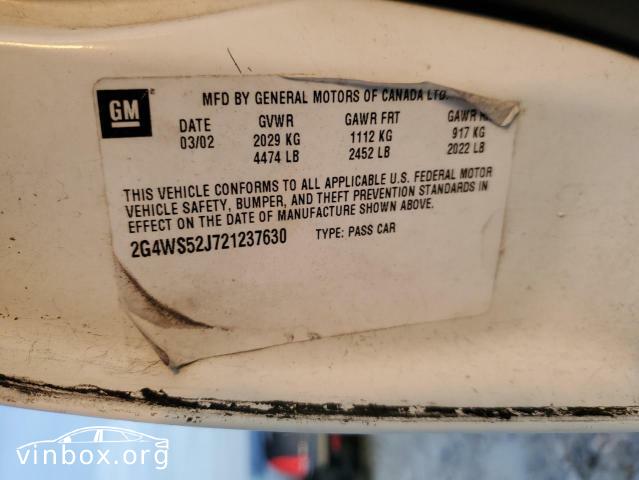 GM
MFD BY GENERAL MOTORS OF CANADA LTD.
DATE GVWR GAWR FRT GAWR
03/02 2029 KG 1112 KG 917 KG
4474 LB 2452 LB 2022 LB
THIS VEHICLE CONFORMS TO ALL APPLICABLE U.S. FEDERAL MOTOR
VEHICLE SAFETY, BUMPER, AND THEFT PREVENTION STANDARDS IN
EFFECT ON THE DATE OF MANUFACTURE SHOWN ABOVE.
2G4WS52J721237630 TYPE: PASS CAR
vinbox.org